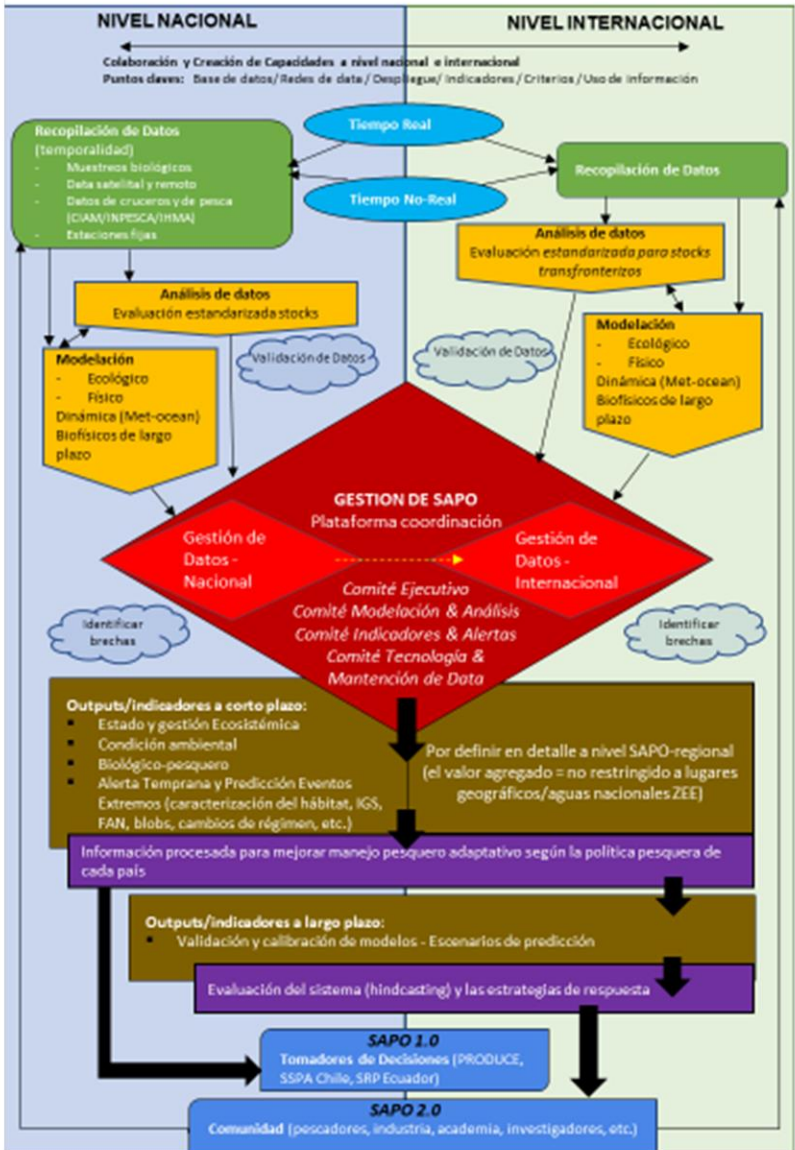 NIVEL NACIONAL
NIVEL INTERNACIONAL
Colaboración y Creación de Capacidades a nivel nacional e internacional
Puntos claves: Base de datos/ Redes de data / Despliegue/ Indicadores / Criterios / Uso de información
Tiempo Real
Tiempo No-Real
Recopilación de Datos
(temporalidad)
- Muestreos biológicos
- Data satelital y remoto
- Datos de cruceros y de pesca
(CIAM/INPESCA/IHMA)
- Estaciones fijas
Recopilación de Datos
Análisis de datos
Evaluación estandarizada stocks
Análisis de datos
Evaluación estandarizada para stocks
transfronterizos
Validación de Datos
Validación de Datos
Modelación
- Ecológico
- Físico
Dinámica (Met-ocean)
Biofísicos de largo
plazo
Modelación
- Ecológico
- Físico
Dinámica (Met-ocean)
Biofísicos de largo
plazo
GESTION DE SAPO
Plataforma coordinación
Gestión de
Datos -
Nacional
Gestión de
Datos -
Internacional
Comité Ejecutivo
Comité Modelación & Análisis
Comité Indicadores & Alertas
Comité Tecnología &
Mantención de Data
Identificar
brechas
Identificar
brechas
Outputs/indicadores a corto plazo:
▪ Estado y gestión Ecosistémica
▪ Condición ambiental
▪ Biológico-pesquero
▪ Alerta Temprana y Predicción Eventos
Extremos (caracterización del hábitat, IGS,
FAN, blobs, cambios de régimen, etc.)
Por definir en detalle a nivel SAPO-regional
(el valor agregado = no restringido a lugares
geográficos/aguas nacionales ZEE)
Información procesada para mejorar manejo pesquero adaptativo según la política pesquera de
cada país
Outputs/indicadores a largo plazo:
▪ Validación y calibración de modelos - Escenarios de predicción
Evaluación del sistema (hindcasting) y las estrategias de respuesta
SAPO 1.0
Tomadores de Decisiones (PRODUCE,
SSPA Chile, SRP Ecuador)
SAPO 2.0
Comunidad (pescadores, industria, academia, investigadores, etc.)